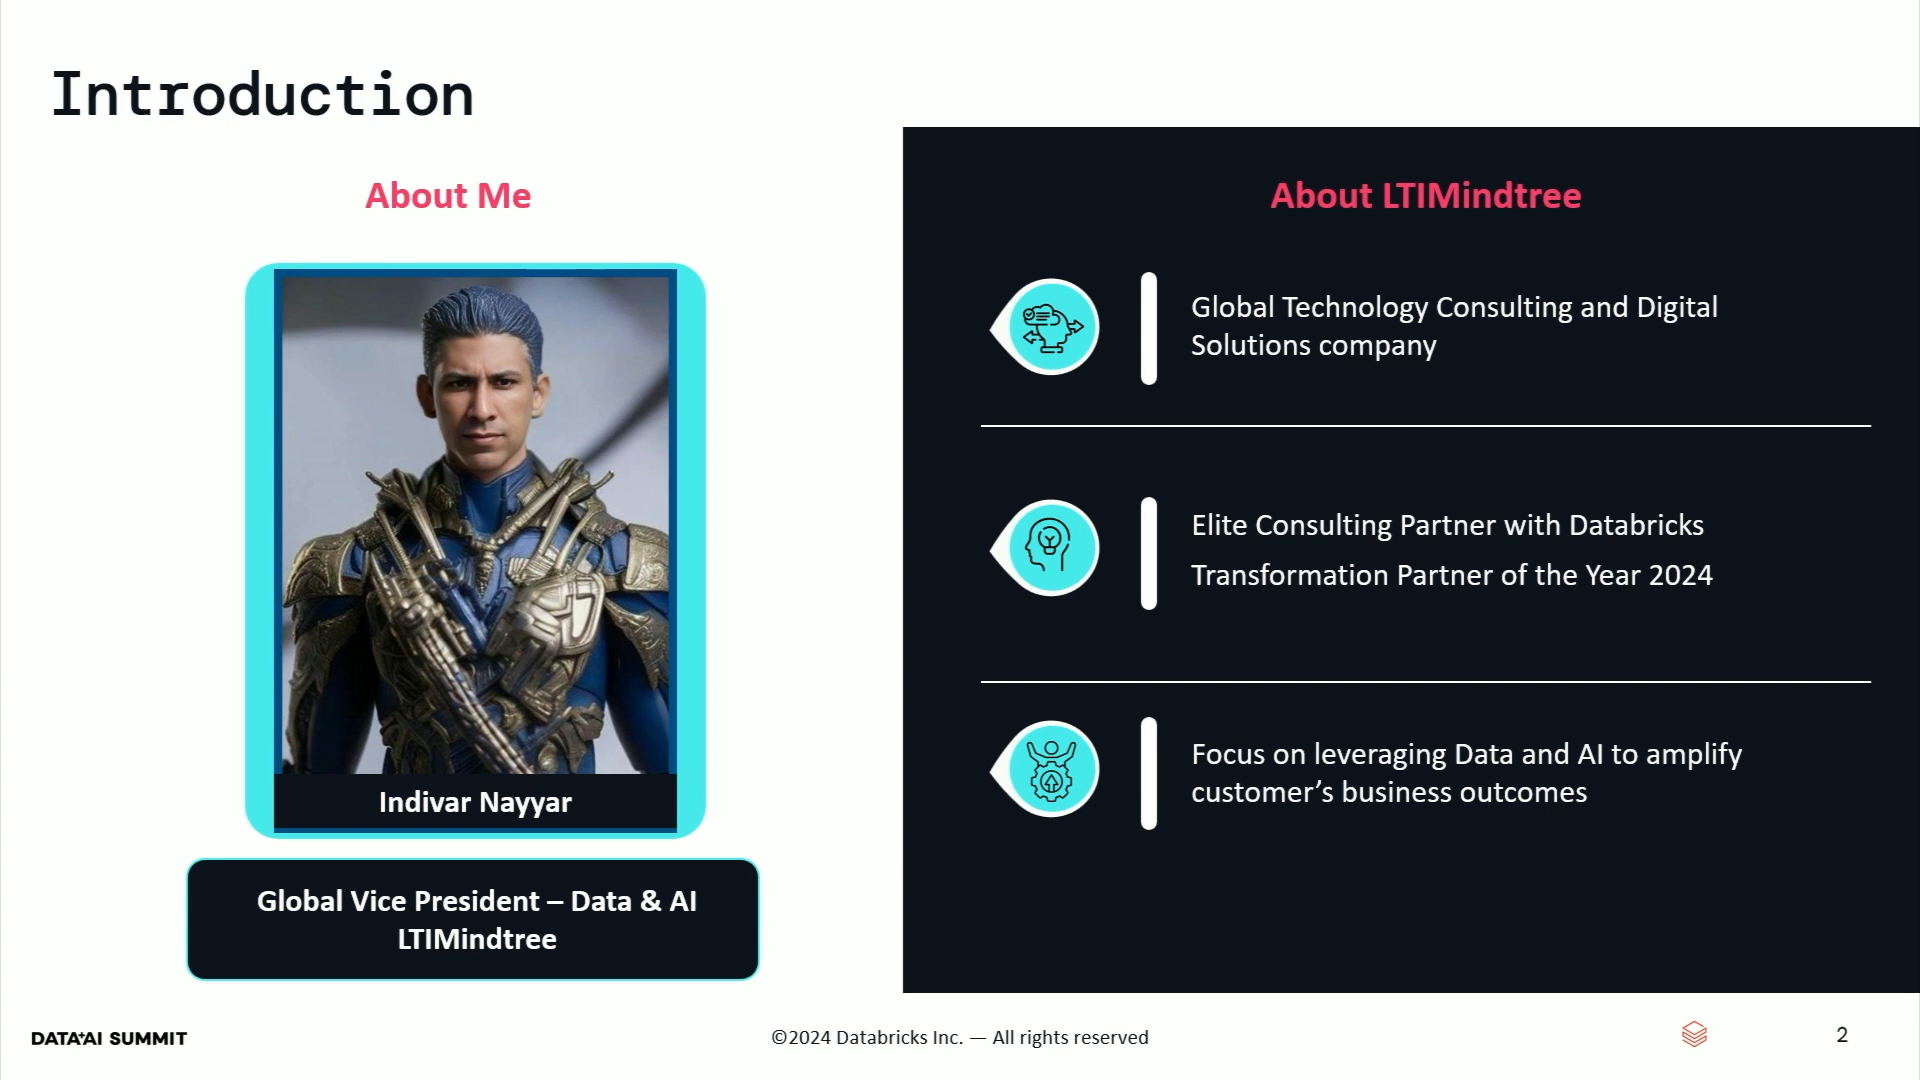 Introduction
About Me
Indivar Nayyar
Global Vice President – Data & AI
LTIMindtree
About LTIMindtree
Global Technology Consulting and Digital
Solutions company
Elite Consulting Partner with Databricks
Transformation Partner of the Year 2024
Focus on leveraging Data and AI to amplify
customer’s business outcomes
DATA+AI SUMMIT
©2024 Databricks Inc. — All rights reserved
2